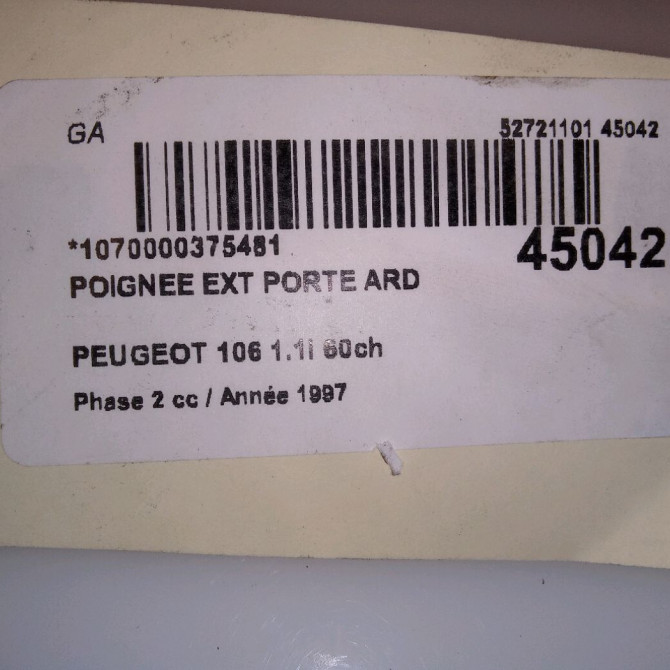 GA 52721101 45042
*1070000375481
45042
POIGNEE EXT PORTE ARD
PEUGEOT 106 1.1i 60ch
Phase 2 cc / Année 1997